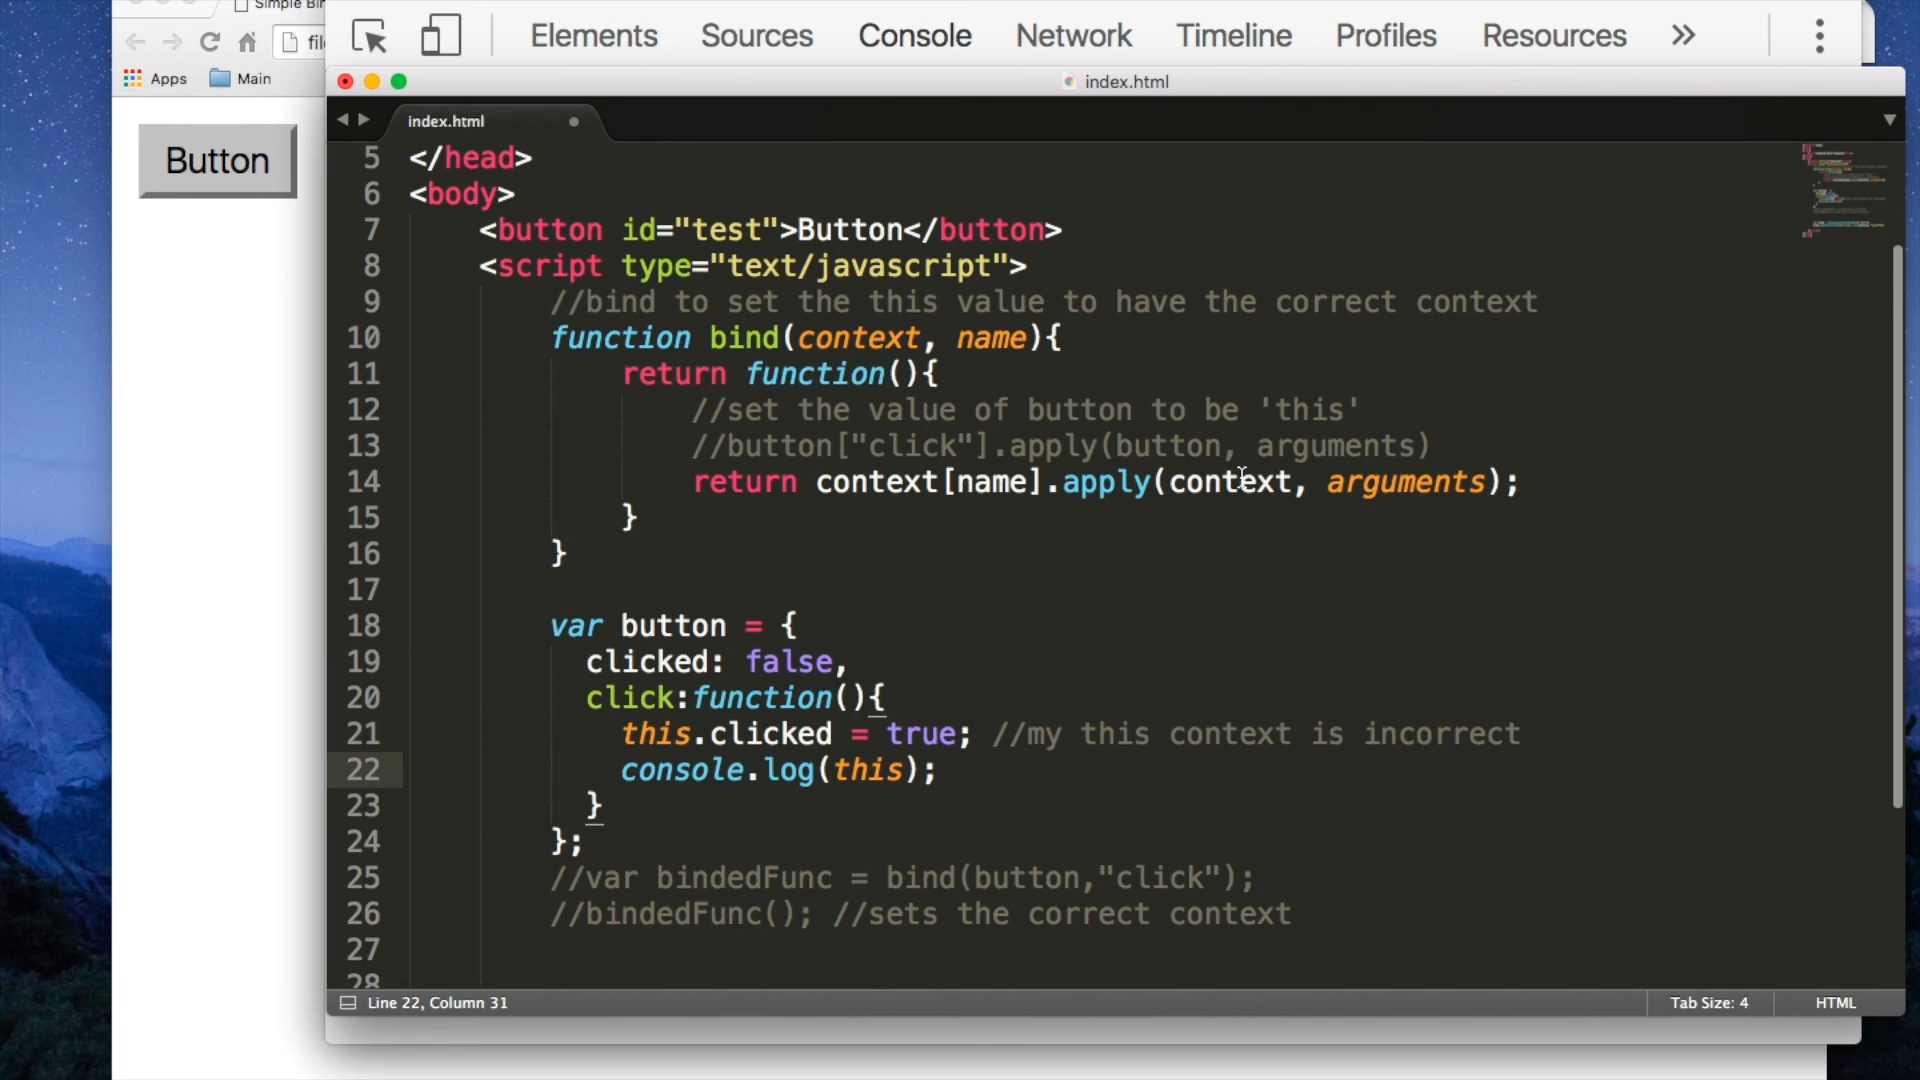 Simple Bin
Elements Sources Console Network Timeline Profiles Resources
Apps Main
index.html
index.html
Button
5 </head>
6 <body>
7 <button id="test">Button</button>
8 <script type="text/javascript">
9 //bind to set the this value to have the correct context
10 function bind(context, name){
11 return function(){
12 //set the value of button to be 'this'
13 //button["click"].apply(button, arguments)
14 return context[name].apply(context, arguments);
15 }
16 }
17
18 var button = {
19 clicked: false,
20 click:function(){
21 this.clicked = true; //my this context is incorrect
22 console.log(this);
23 }
24 };
25 //var bindedFunc = bind(button,"click");
26 //bindedFunc(); //sets the correct context
27
28
Line 22, Column 31 Tab Size: 4 HTML